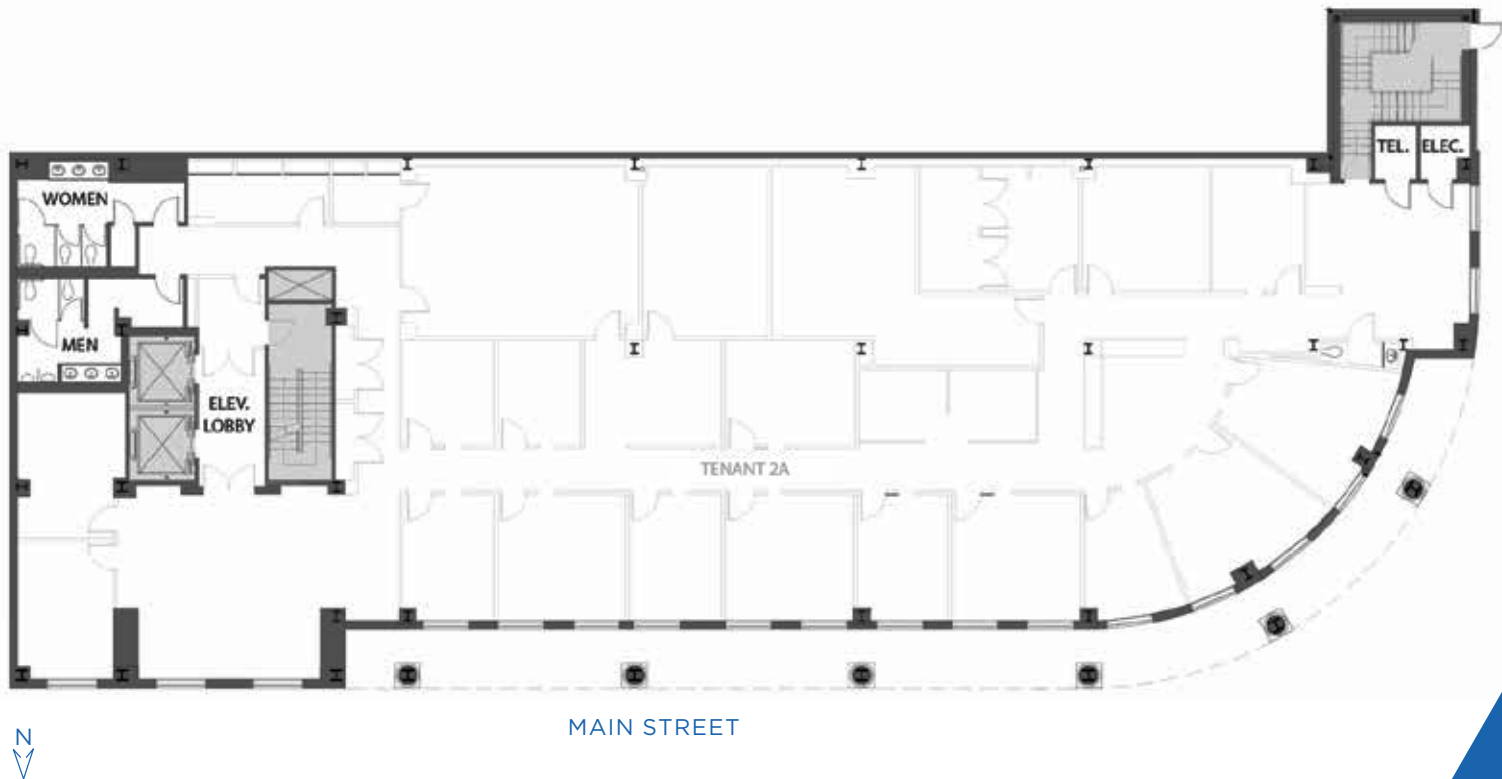 TEL.
ELEC.
WOMEN
MEN
ELEV.
LOBBY
TENANT 2A
MAIN STREET
N